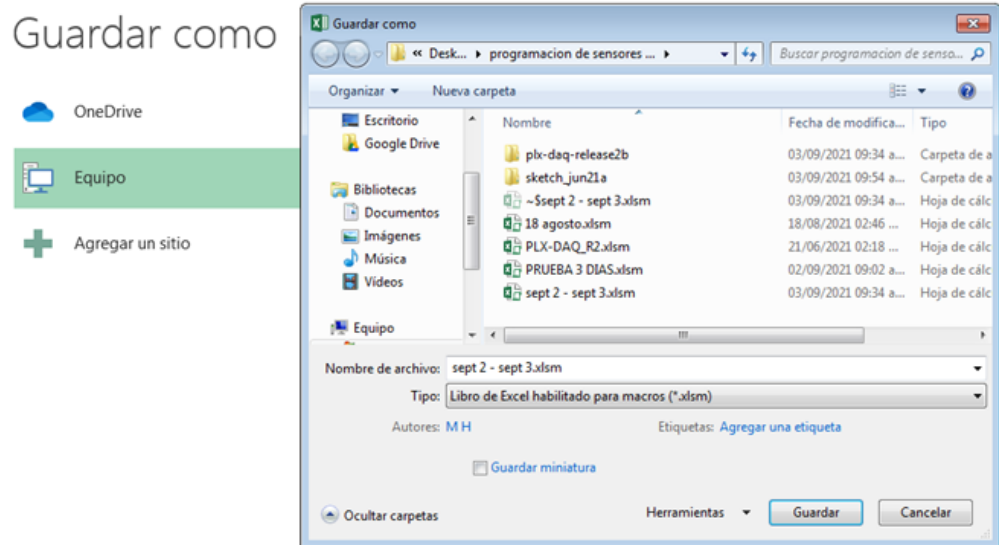 Guardar como
OneDrive
Equipo
Agregar un sitio
Guardar como
« Desk... ▸ programacion de sensores ... ▸
Buscar programacion de senso...
Organizar Nueva carpeta
Escritorio
Google Drive
Bibliotecas
Documentos
Imágenes
Música
Vídeos
Equipo
Nombre Fecha de modifica... Tipo
plx-daq-release2b 03/09/2021 09:34 a... Carpeta de a
sketch_jun21a 03/09/2021 09:54 a... Carpeta de a
~$sept 2 - sept 3.xlsm 03/09/2021 09:34 a... Hoja de cálc
18 agosto.xlsm 18/08/2021 02:46 ... Hoja de cálc
PLX-DAQ_R2.xlsm 21/06/2021 02:18 ... Hoja de cálc
PRUEBA 3 DIAS.xlsm 02/09/2021 09:02 a... Hoja de cálc
sept 2 - sept 3.xlsm 03/09/2021 09:34 a... Hoja de cálc
Nombre de archivo: sept 2 - sept 3.xlsm
Tipo: Libro de Excel habilitado para macros (*.xlsm)
Autores: M H Etiquetas: Agregar una etiqueta
Guardar miniatura
Ocultar carpetas Herramientas Guardar Cancelar